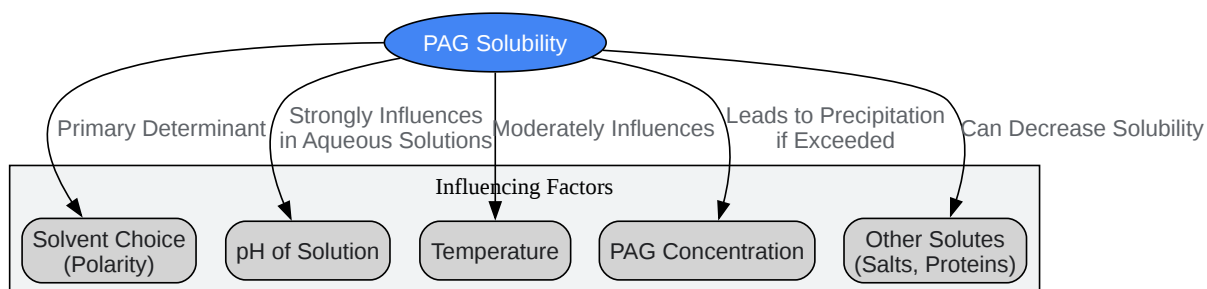 PAG Solubility
Primary Determinant
Strongly Influences
in Aqueous Solutions
Moderately Influences
Leads to Precipitation
if Exceeded
Can Decrease Solubility
Influencing Factors
Solvent Choice
(Polarity)
pH of Solution
Temperature
PAG Concentration
Other Solutes
(Salts, Proteins)